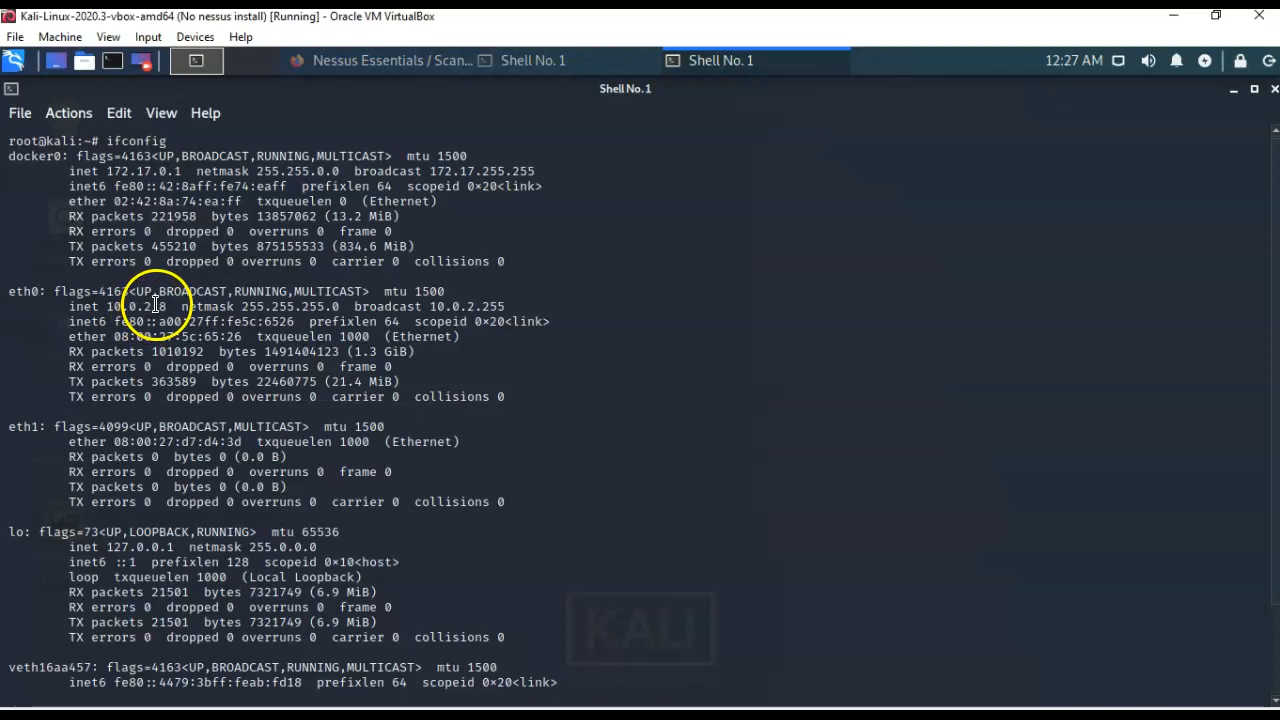 Kali-Linux-2020.3-vbox-amd64 (No nessus install) [Running] - Oracle VM VirtualBox
File Machine View Input Devices Help
Nessus Essentials / Scan... Shell No. 1 Shell No. 1 12:27 AM
Shell No. 1
File Actions Edit View Help
root@kali:~# ifconfig
docker0: flags=4163<UP,BROADCAST,RUNNING,MULTICAST> mtu 1500
inet 172.17.0.1 netmask 255.255.0.0 broadcast 172.17.255.255
inet6 fe80::42:8aff:fe74:eaff prefixlen 64 scopeid 0×20<link>
ether 02:42:8a:74:ea:ff txqueuelen 0 (Ethernet)
RX packets 221958 bytes 13857062 (13.2 MiB)
RX errors 0 dropped 0 overruns 0 frame 0
TX packets 455210 bytes 875155533 (834.6 MiB)
TX errors 0 dropped 0 overruns 0 carrier 0 collisions 0
eth0: flags=4163<UP,BROADCAST,RUNNING,MULTICAST> mtu 1500
inet 10.0.2.8 netmask 255.255.255.0 broadcast 10.0.2.255
inet6 fe80::a00:27ff:fe5c:6526 prefixlen 64 scopeid 0×20<link>
ether 08:00:27:5c:65:26 txqueuelen 1000 (Ethernet)
RX packets 1010192 bytes 1491404123 (1.3 GiB)
RX errors 0 dropped 0 overruns 0 frame 0
TX packets 363589 bytes 22460775 (21.4 MiB)
TX errors 0 dropped 0 overruns 0 carrier 0 collisions 0
eth1: flags=4099<UP,BROADCAST,MULTICAST> mtu 1500
ether 08:00:27:d7:d4:3d txqueuelen 1000 (Ethernet)
RX packets 0 bytes 0 (0.0 B)
RX errors 0 dropped 0 overruns 0 frame 0
TX packets 0 bytes 0 (0.0 B)
TX errors 0 dropped 0 overruns 0 carrier 0 collisions 0
lo: flags=73<UP,LOOPBACK,RUNNING> mtu 65536
inet 127.0.0.1 netmask 255.0.0.0
inet6 ::1 prefixlen 128 scopeid 0×10<host>
loop txqueuelen 1000 (Local Loopback)
RX packets 21501 bytes 7321749 (6.9 MiB)
RX errors 0 dropped 0 overruns 0 frame 0
TX packets 21501 bytes 7321749 (6.9 MiB)
TX errors 0 dropped 0 overruns 0 carrier 0 collisions 0
KALI
veth16aa457: flags=4163<UP,BROADCAST,RUNNING,MULTICAST> mtu 1500
inet6 fe80::4479:3bff:feab:fd18 prefixlen 64 scopeid 0×20<link>